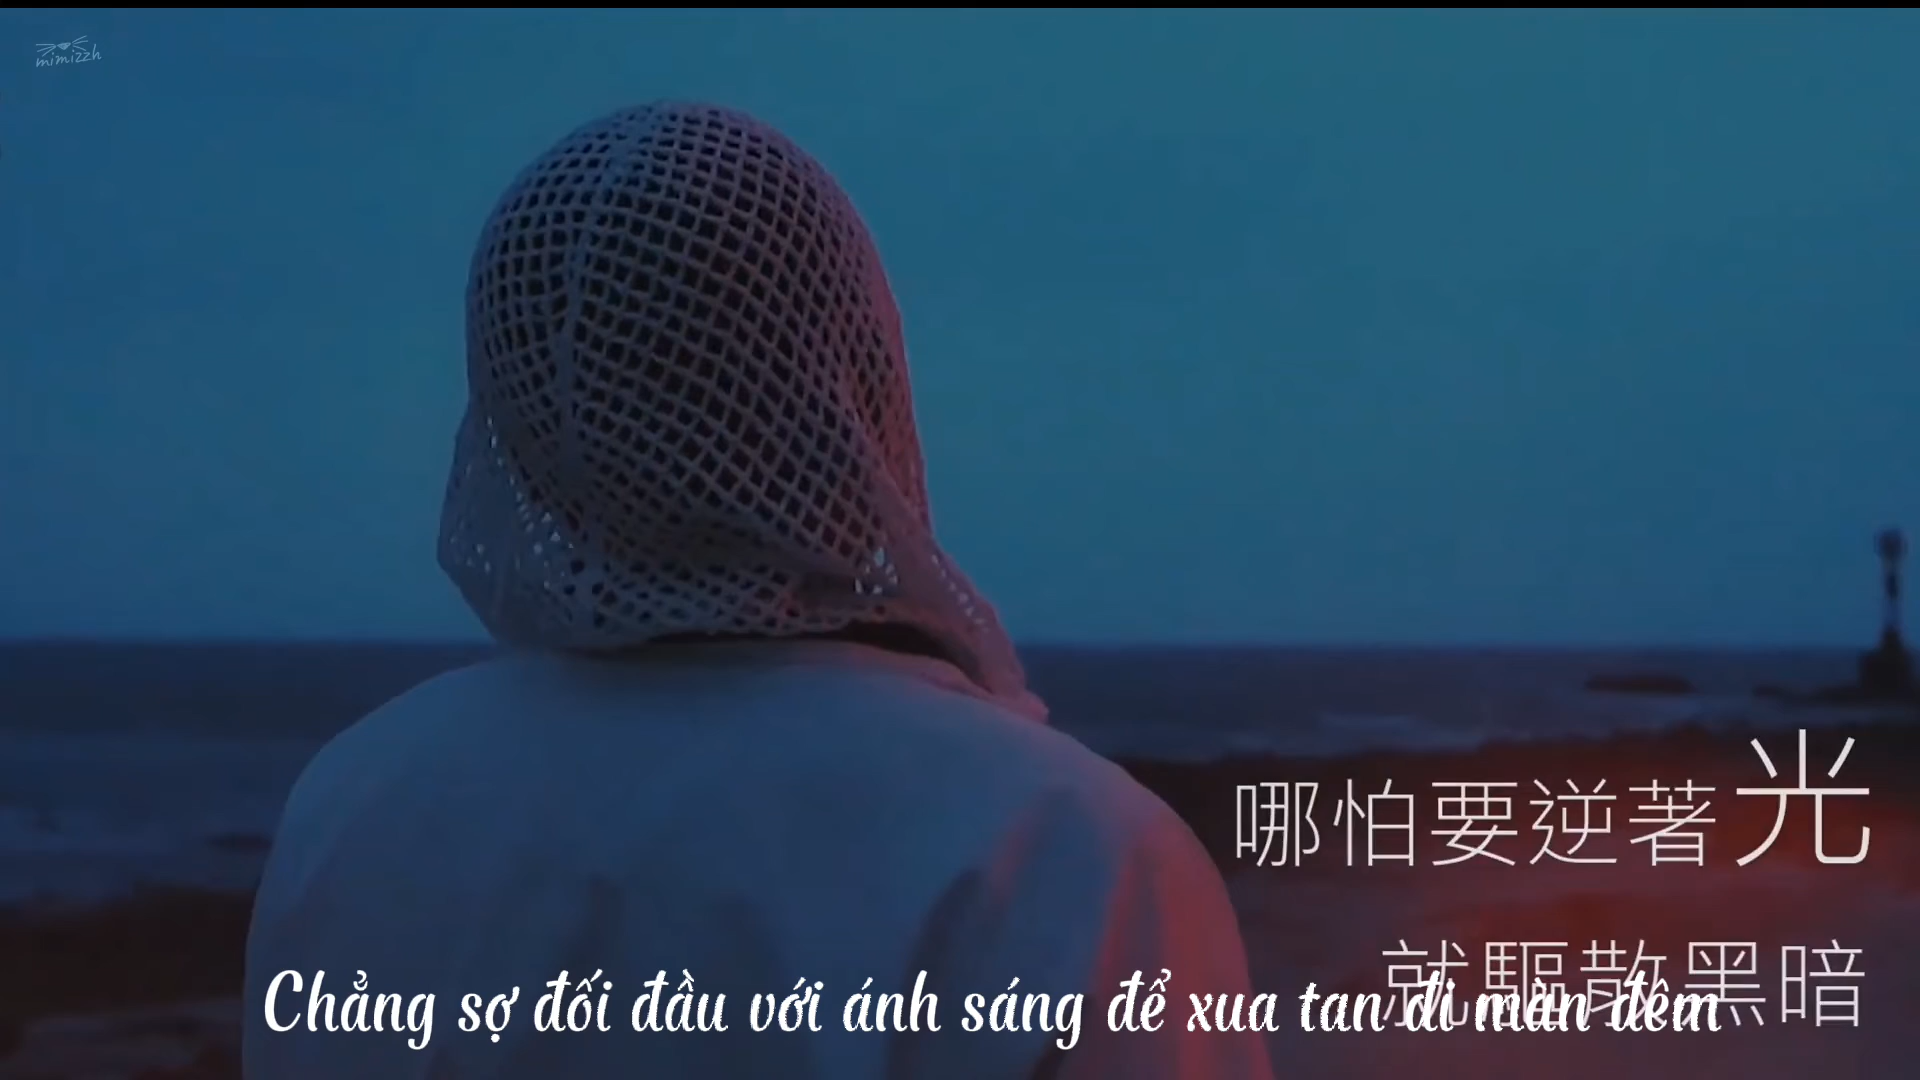 mimizzh
哪怕要逆著光
就驅散黑暗
Chẳng sợ đối đầu với ánh sáng để xua tan đi màn đêm